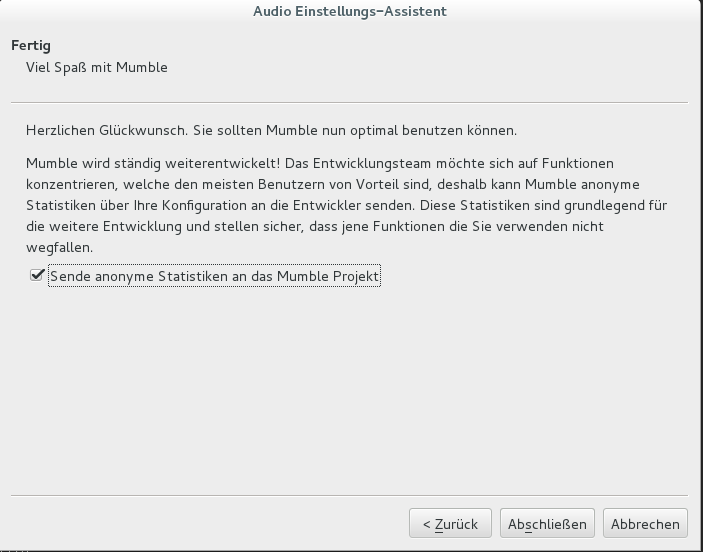 Audio Einstellungs-Assistent
Fertig
Viel Spaß mit Mumble
Herzlichen Glückwunsch. Sie sollten Mumble nun optimal benutzen können.
Mumble wird ständig weiterentwickelt! Das Entwicklungsteam möchte sich auf Funktionen
konzentrieren, welche den meisten Benutzern von Vorteil sind, deshalb kann Mumble anonyme
Statistiken über Ihre Konfiguration an die Entwickler senden. Diese Statistiken sind grundlegend für
die weitere Entwicklung und stellen sicher, dass jene Funktionen die Sie verwenden nicht
wegfallen.
Sende anonyme Statistiken an das Mumble Projekt
< Zurück Abschließen Abbrechen